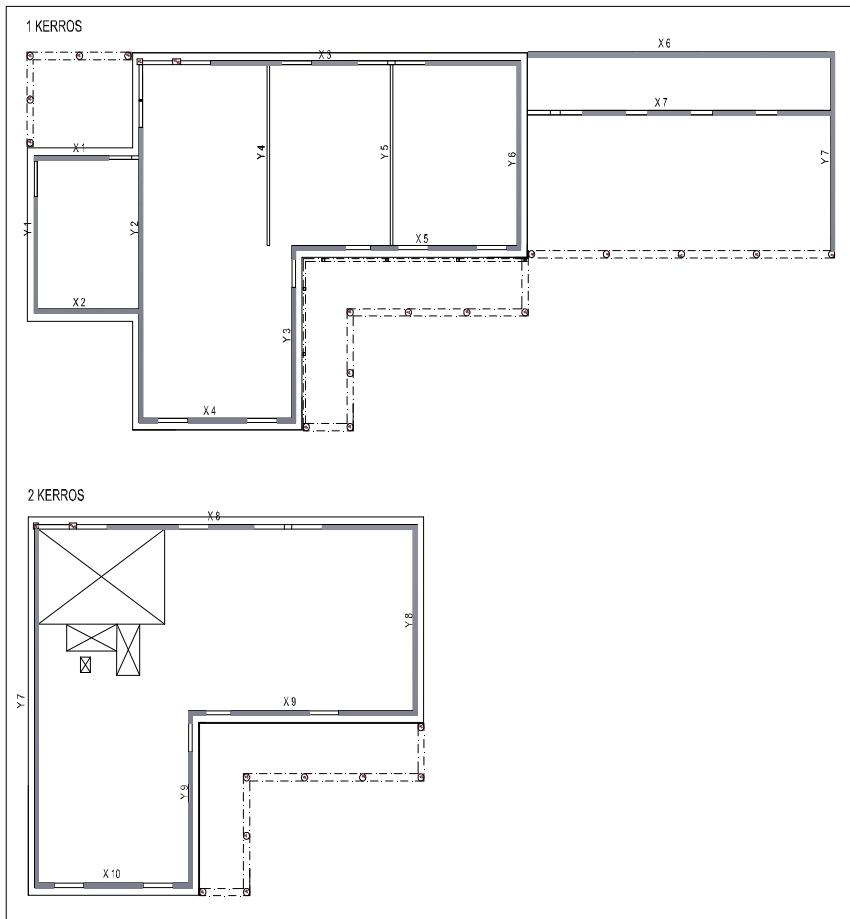 1 KERROS
X 3
X 6
X 7
X 1
Y 4
Y 5
Y 6
Y 7
Y 1
Y 2
X 5
X 2
Y 3
X 4
2 KERROS
X 8
Y 8
Y 7
X 9
Y 9
X 10